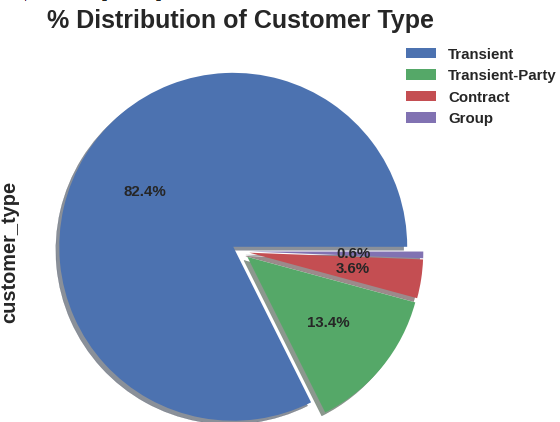 % Distribution of Customer Type
Transient
Transient-Party
Contract
Group
82.4%
0.6%
3.6%
13.4%
customer_type